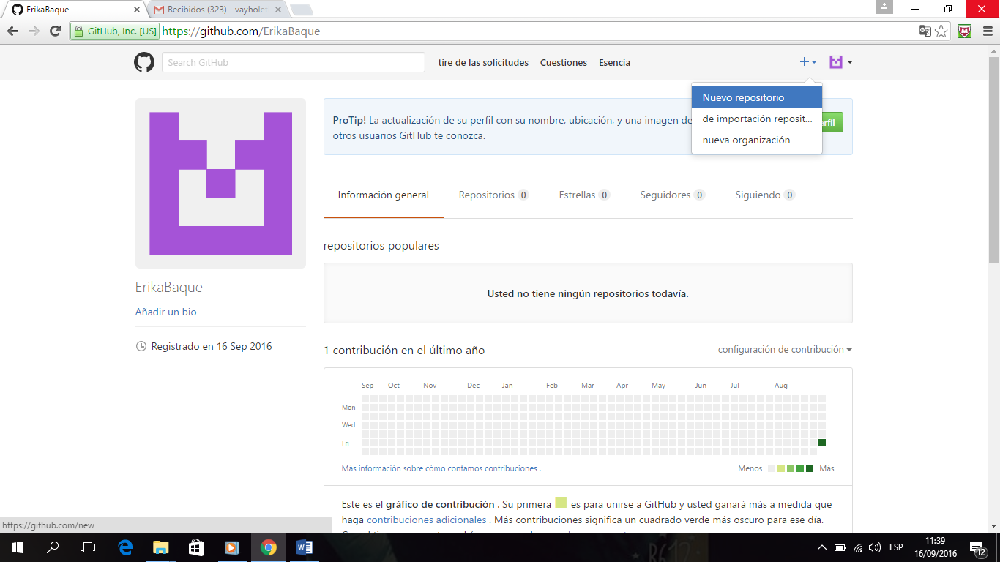 ErikaBaque
Recibidos (323) - vayholet
GitHub, Inc. [US]
https://github.com/ErikaBaque
Search GitHub
tire de las solicitudes
Cuestiones
Esencia
Nuevo repositorio
de importación reposit...
nueva organización
ProTip! La actualización de su perfil con su nombre, ubicación, y una imagen de
otros usuarios GitHub te conozca.
erfil
Información general
Repositorios 0
Estrellas 0
Seguidores 0
Siguiendo 0
repositorios populares
Usted no tiene ningún repositorios todavía.
ErikaBaque
Añadir un bio
Registrado en 16 Sep 2016
1 contribución en el último año
configuración de contribución
Sep Oct Nov Dec Jan Feb Mar Apr May Jun Jul Aug
Mon
Wed
Fri
Más información sobre cómo contamos contribuciones .
Menos
Más
Este es el gráfico de contribución . Su primera es para unirse a GitHub y usted ganará más a medida que
haga contribuciones adicionales . Más contribuciones significa un cuadrado verde más oscuro para ese día.
https://github.com/new
ESP
11:39
16/09/2016
12